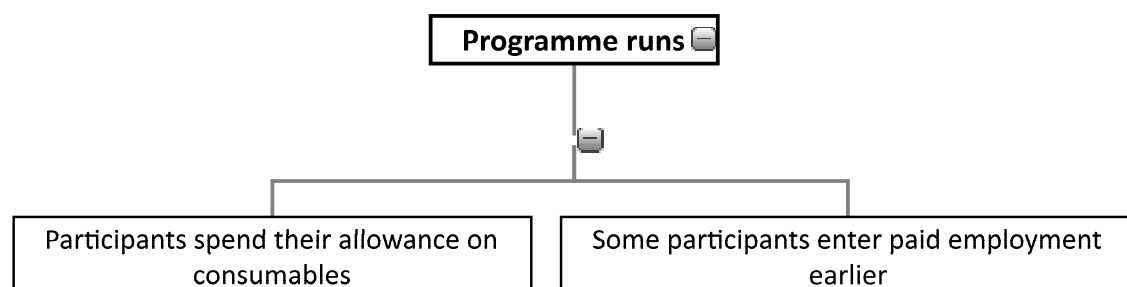 Programme runs
Participants spend their allowance on
consumables
Some participants enter paid employment
earlier